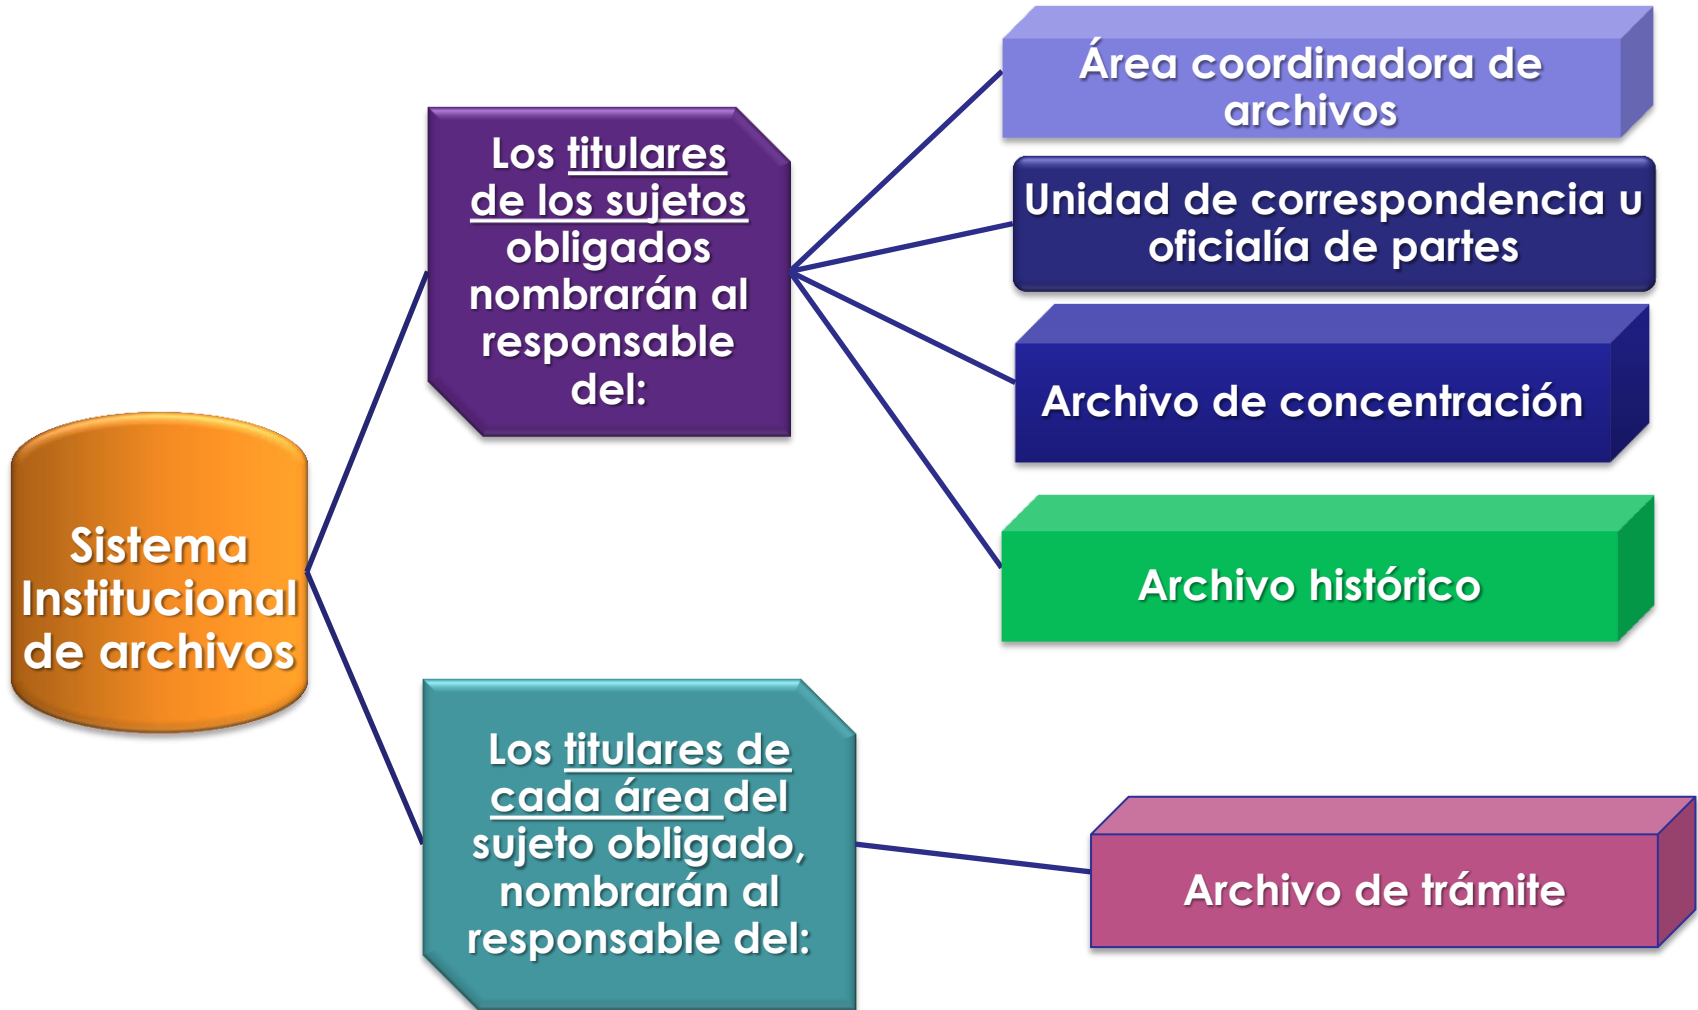 Sistema
Institucional
de archivos
Los titulares
de los sujetos
obligados
nombrarán al
responsable
del:
Área coordinadora de
archivos
Unidad de correspondencia u
oficialía de partes
Archivo de concentración
Archivo histórico
Los titulares de
cada área del
sujeto obligado,
nombrarán al
responsable del:
Archivo de trámite